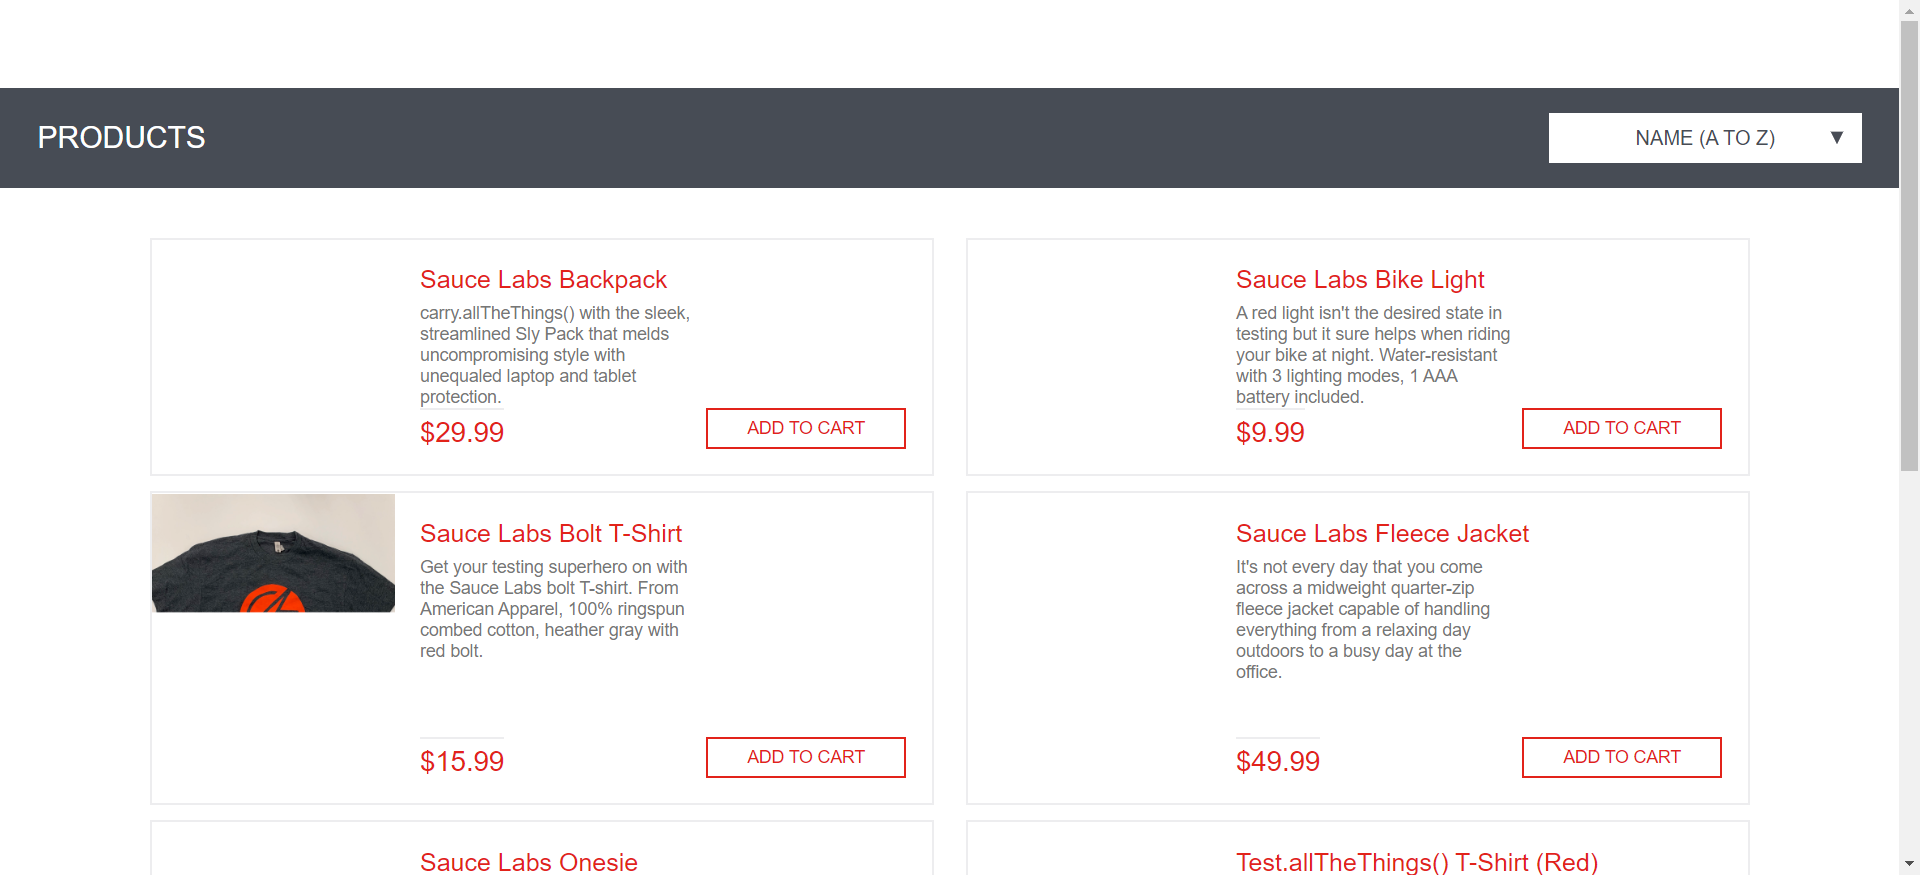 PRODUCTS
NAME (A TO Z)
Sauce Labs Backpack
carry.allTheThings() with the sleek,
streamlined Sly Pack that melds
uncompromising style with
unequaled laptop and tablet
protection.
$29.99
ADD TO CART
Sauce Labs Bike Light
A red light isn't the desired state in
testing but it sure helps when riding
your bike at night. Water-resistant
with 3 lighting modes, 1 AAA
battery included.
$9.99
ADD TO CART
Sauce Labs Bolt T-Shirt
Get your testing superhero on with
the Sauce Labs bolt T-shirt. From
American Apparel, 100% ringspun
combed cotton, heather gray with
red bolt.
$15.99
ADD TO CART
Sauce Labs Fleece Jacket
It's not every day that you come
across a midweight quarter-zip
fleece jacket capable of handling
everything from a relaxing day
outdoors to a busy day at the
office.
$49.99
ADD TO CART
Sauce Labs Onesie
Test.allTheThings() T-Shirt (Red)